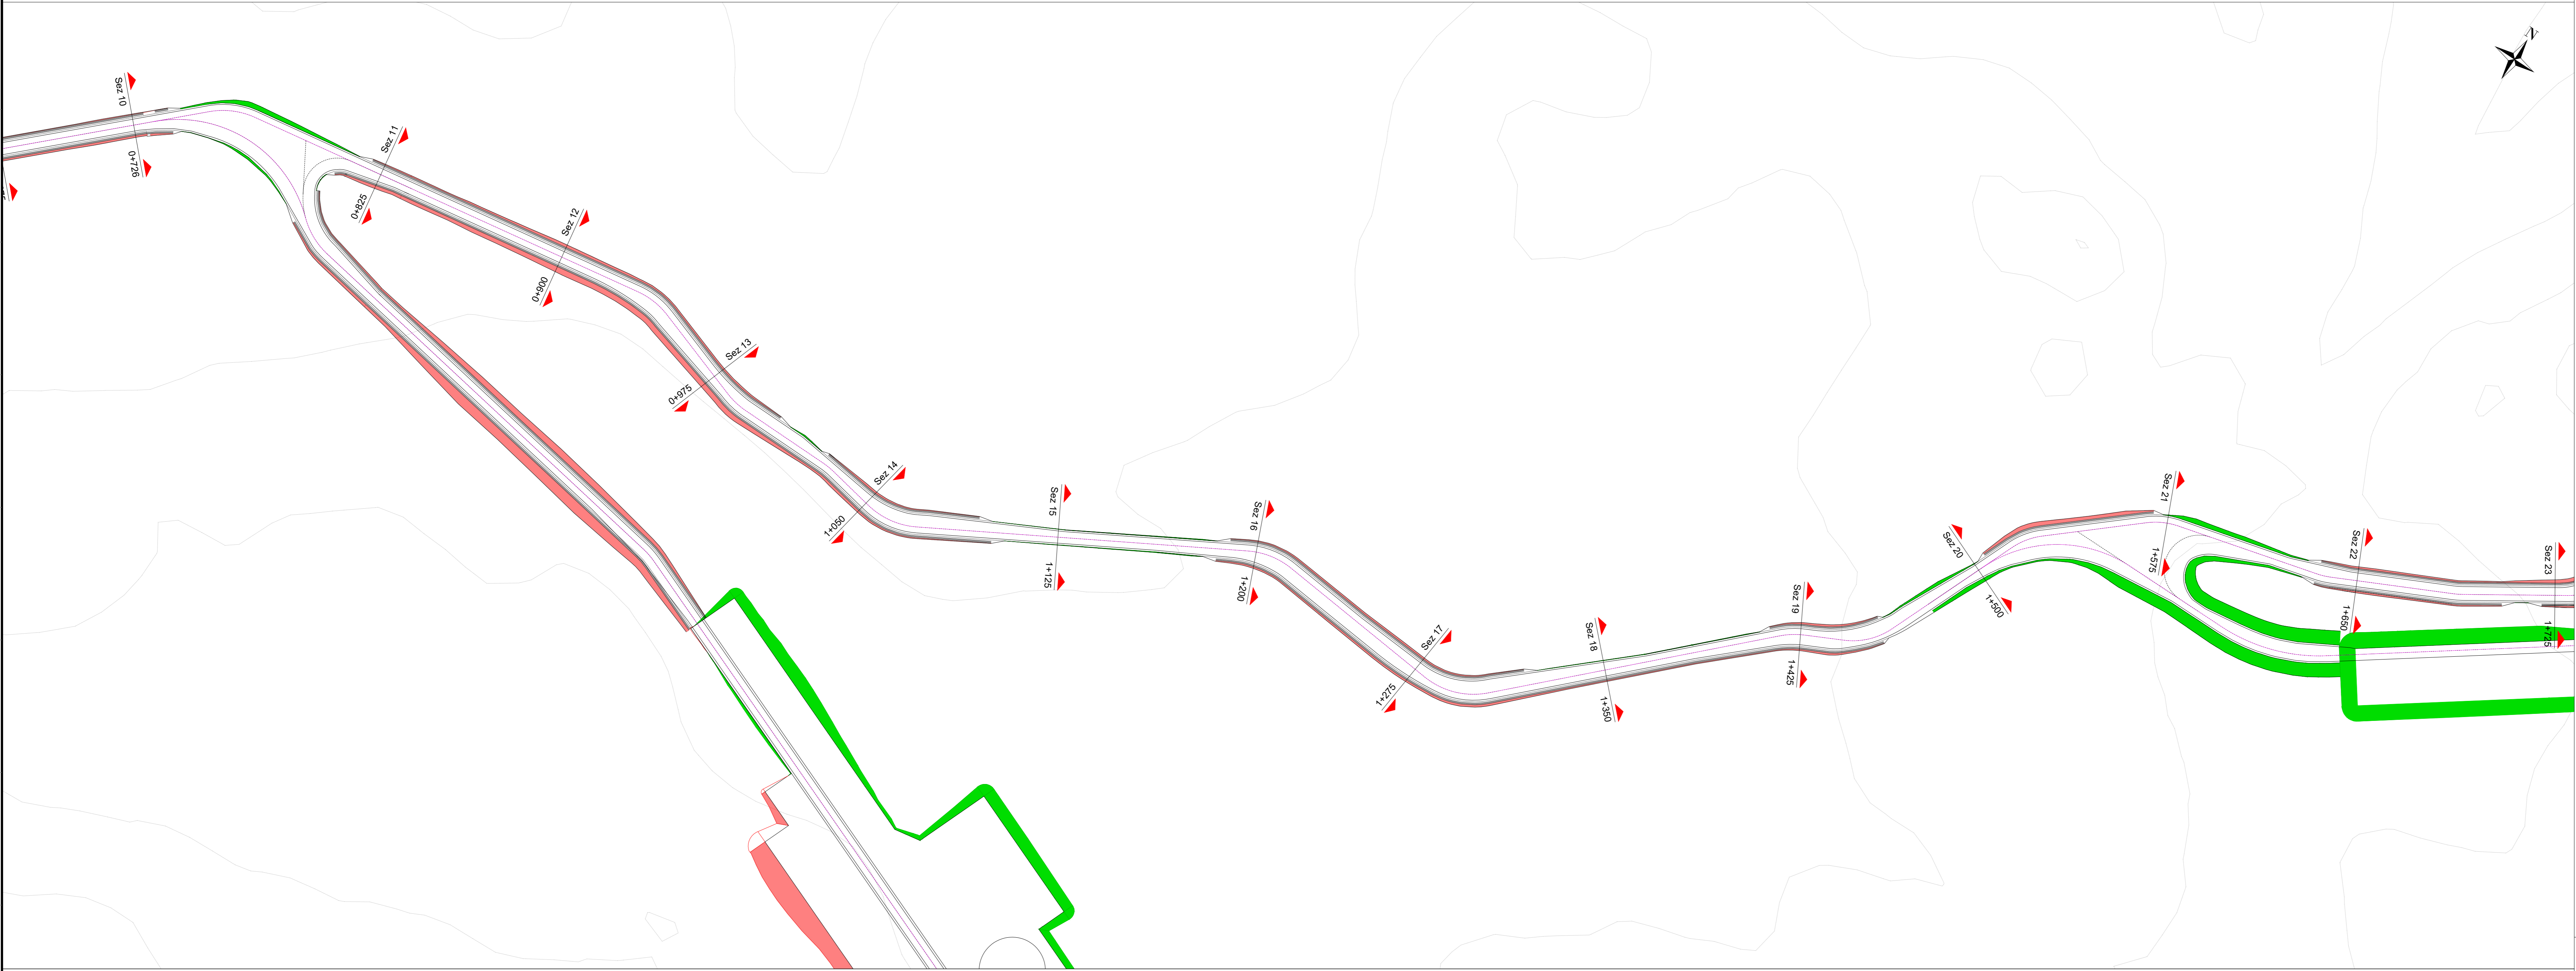 N
Sez 10
0+726
Sez 11
0+825
Sez 12
0+900
Sez 13
0+975
Sez 14
1+050
Sez 15
1+125
Sez 16
1+200
Sez 17
1+275
Sez 18
1+350
Sez 19
1+425
Sez 20
1+500
Sez 21
1+575
Sez 22
1+650
Sez 23
1+725